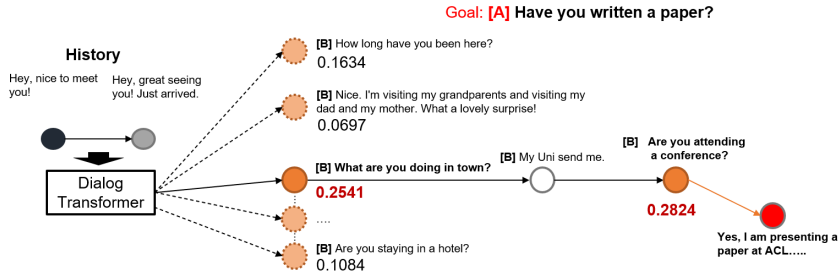 Goal: [A] Have you written a paper?
History
Hey, nice to meet
you!
Hey, great seeing
you! Just arrived.
Dialog
Transformer
[B] How long have you been here?
0.1634
[B] Nice. I'm visiting my grandparents and visiting my
dad and my mother. What a lovely surprise!
0.0697
[B] What are you doing in town?
0.2541
....
[B] Are you staying in a hotel?
0.1084
[B] My Uni send me.
[B] Are you attending
a conference?
0.2824
Yes, I am presenting a
paper at ACL…..